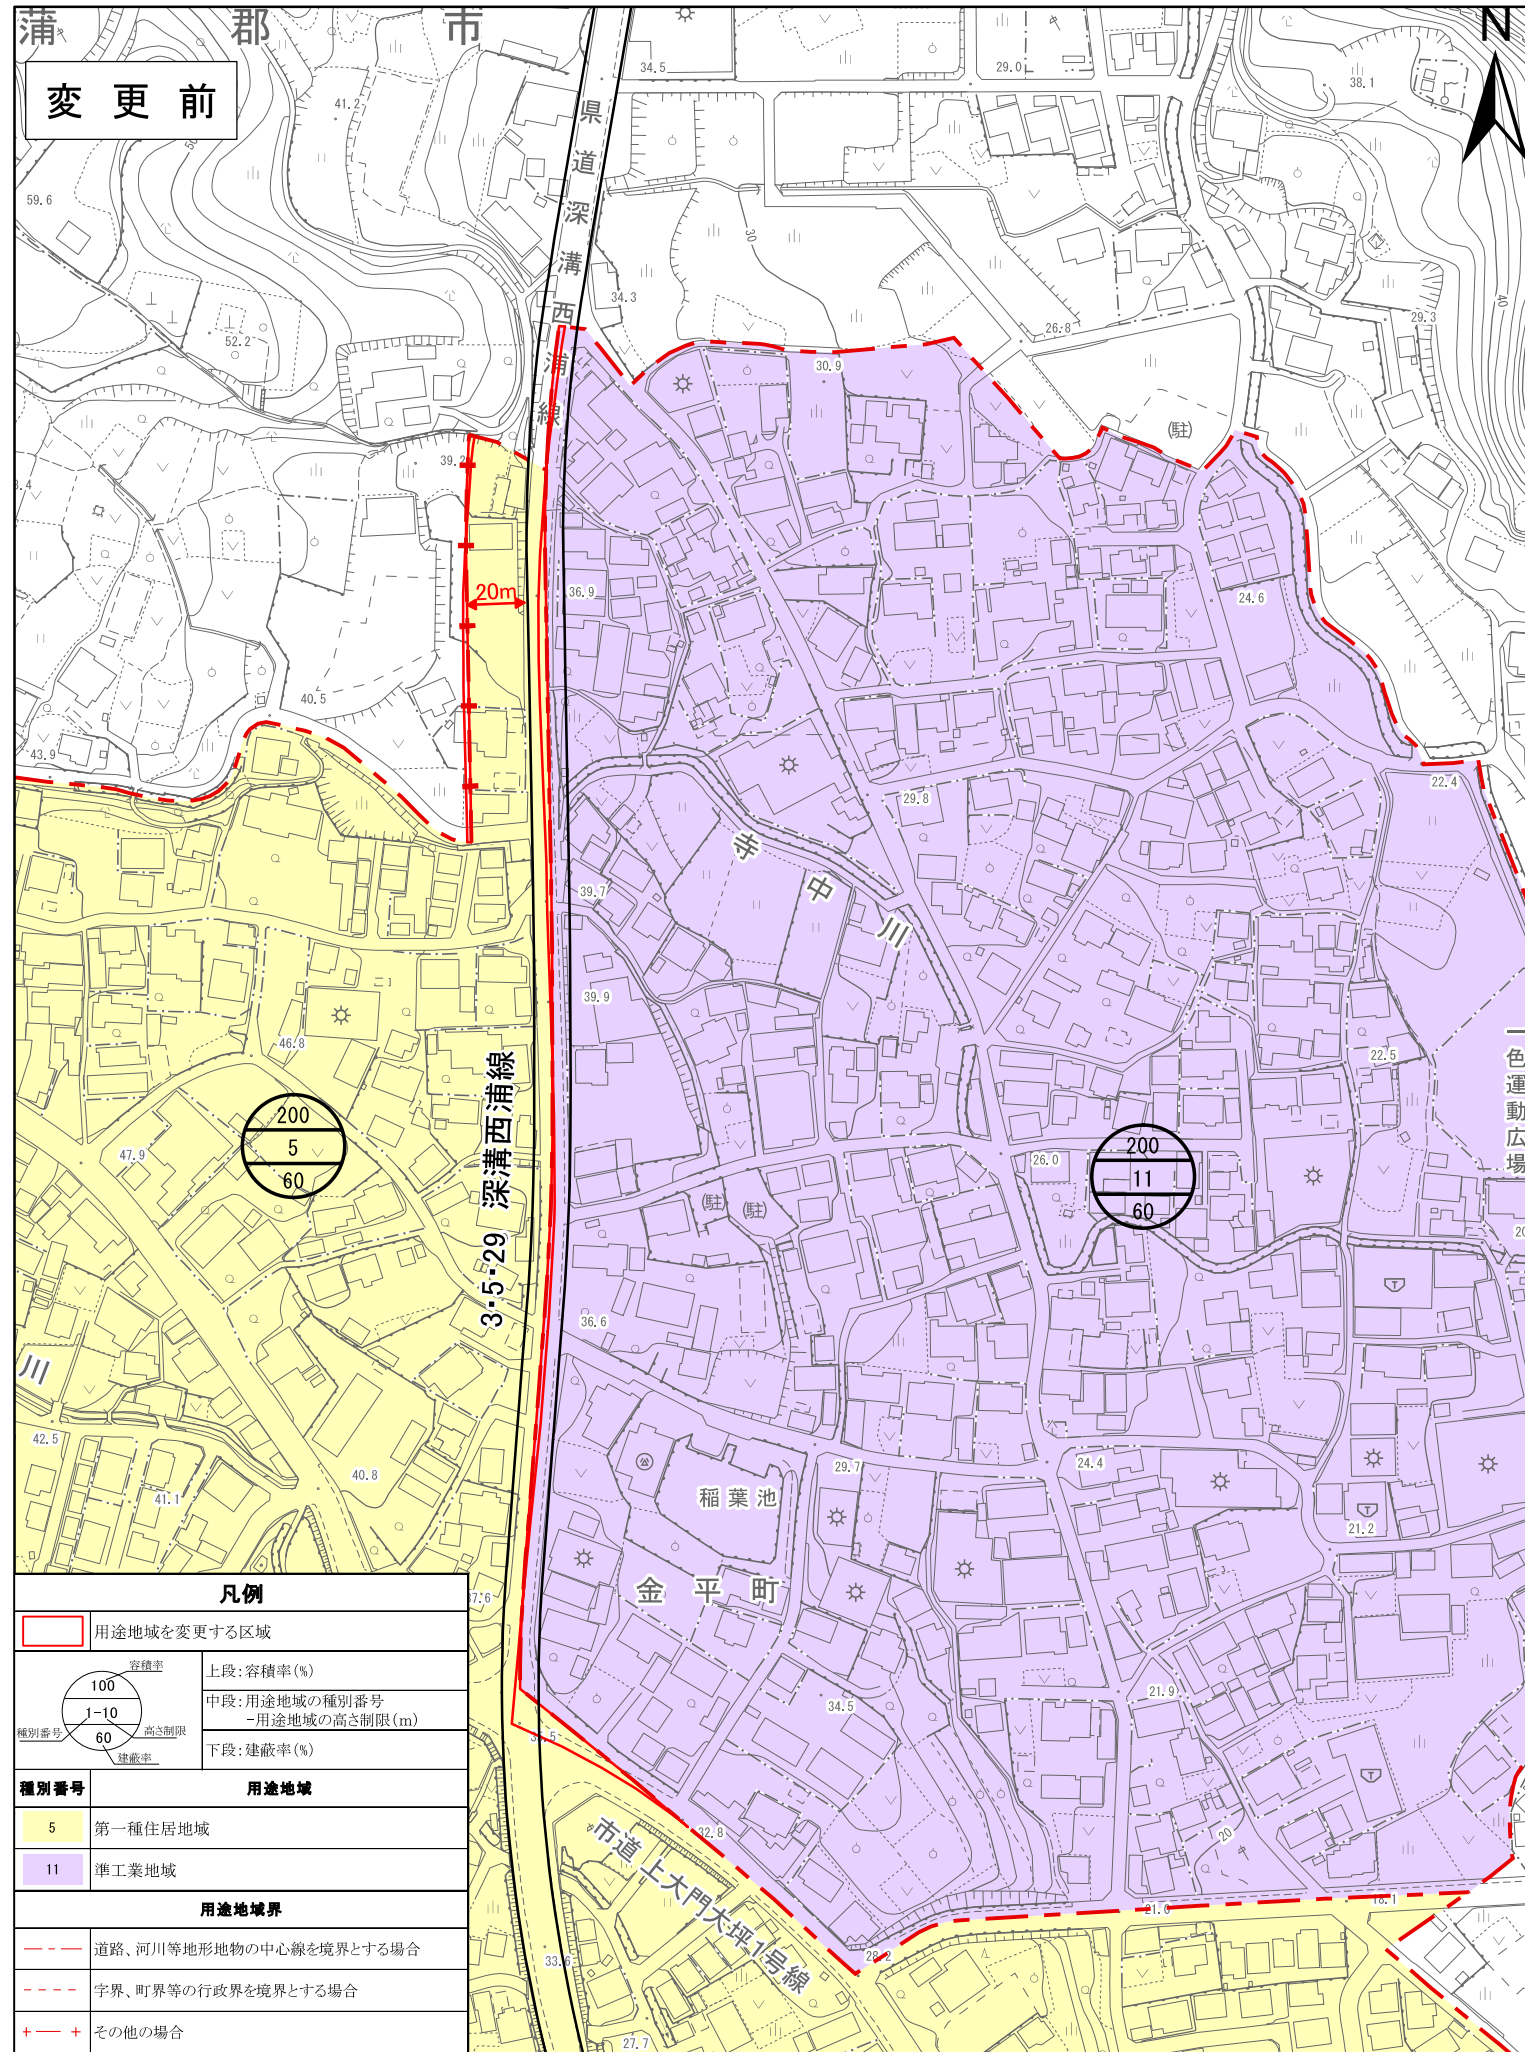 蒲郡市
変更前
N
県道深溝西浦線
34.5
29.0
38.1
41.2
50
59.6
52.2
34.3
30
26.8
29.3
40
30.9
(駐)
39.2
20m
36.9
24.6
40.5
43.9
22.4
29.8
寺中川
39.7
39.9
46.8
22.5
一色運動広場
200
5
60
47.9
3・5・29 深溝西浦線
200
11
60
26.0
(駐)
(駐)
36.6
川
42.5
40.8
41.1
29.7
24.4
稲葉池
21.2
金平町
37.6
34.5
21.9
32.8
20
市道上大門大坪1号線
21.0
18.1
28.2
33.6
27.7
凡例
用途地域を変更する区域
容積率
100
1-10
60
種別番号
高さ制限
建蔽率
上段:容積率(%)
中段:用途地域の種別番号
-用途地域の高さ制限(m)
下段:建蔽率(%)
種別番号 用途地域
5 第一種住居地域
11 準工業地域
用途地域界
道路、河川等地形地物の中心線を境界とする場合
字界、町界等の行政界を境界とする場合
その他の場合